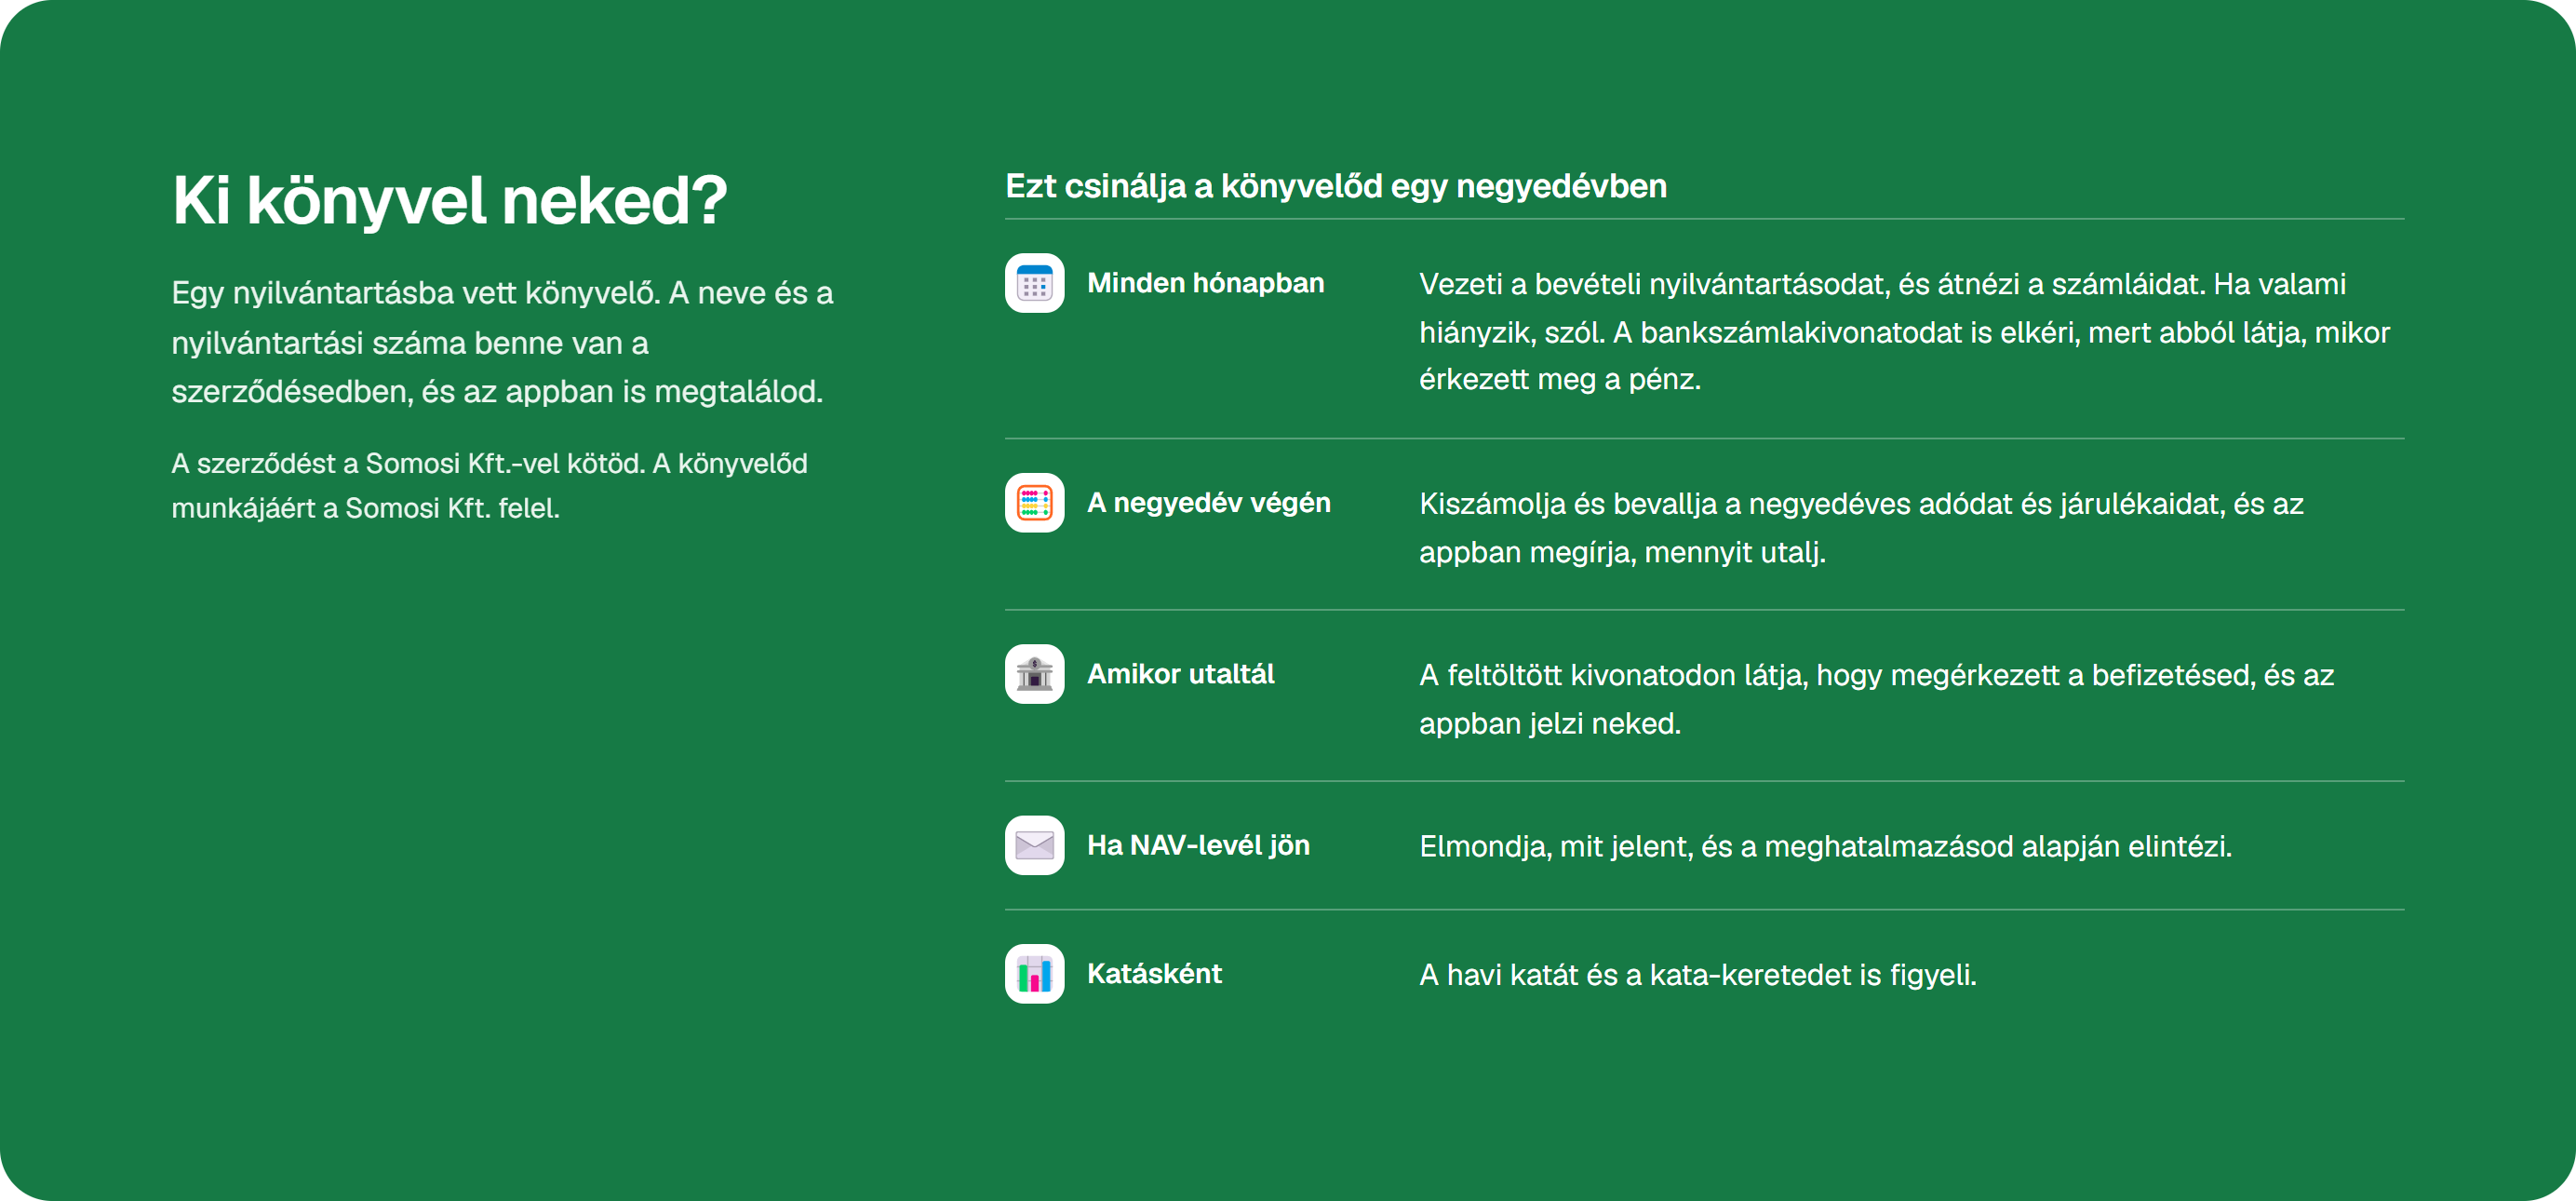 Ki könyvel neked?
Egy nyilvántartásba vett könyvelő. A neve és a
nyilvántartási száma benne van a
szerződésedben, és az appban is megtalálod.
A szerződést a Somosi Kft.-vel kötöd. A könyvelőd
munkájáért a Somosi Kft. felel.
Ezt csinálja a könyvelőd egy negyedévben
Minden hónapban
Vezeti a bevételi nyilvántartásodat, és átnézi a számláidat. Ha valami
hiányzik, szól. A bankszámlakivonatodat is elkéri, mert abból látja, mikor
érkezett meg a pénz.
A negyedév végén
Kiszámolja és bevallja a negyedéves adódat és járulékaidat, és az
appban megírja, mennyit utalj.
Amikor utaltál
A feltöltött kivonatodon látja, hogy megérkezett a befizetésed, és az
appban jelzi neked.
Ha NAV-levél jön
Elmondja, mit jelent, és a meghatalmazásod alapján elintézi.
Katásként
A havi katát és a kata-keretedet is figyeli.